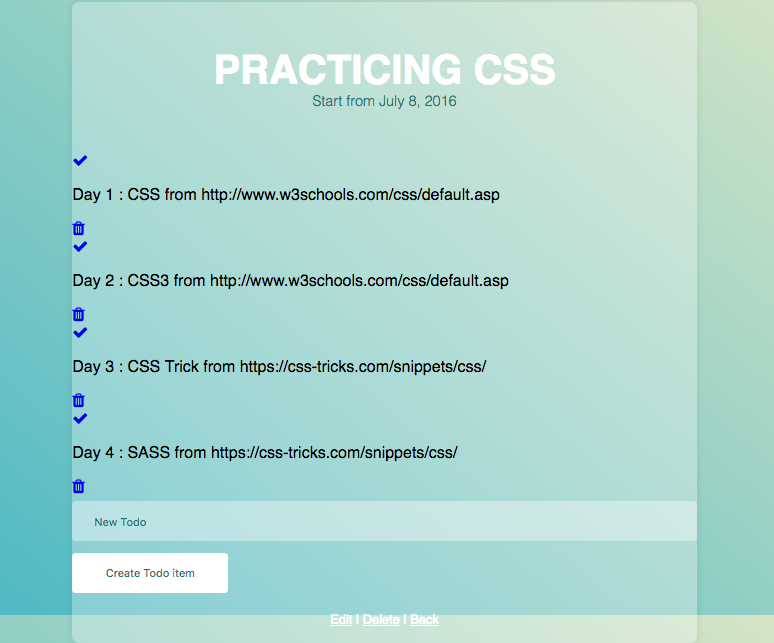 PRACTICING CSS
Start from July 8, 2016
Day 1 : CSS from http://www.w3schools.com/css/default.asp
Day 2 : CSS3 from http://www.w3schools.com/css/default.asp
Day 3 : CSS Trick from https://css-tricks.com/snippets/css/
Day 4 : SASS from https://css-tricks.com/snippets/css/
New Todo
Create Todo item
Edit | Delete | Back